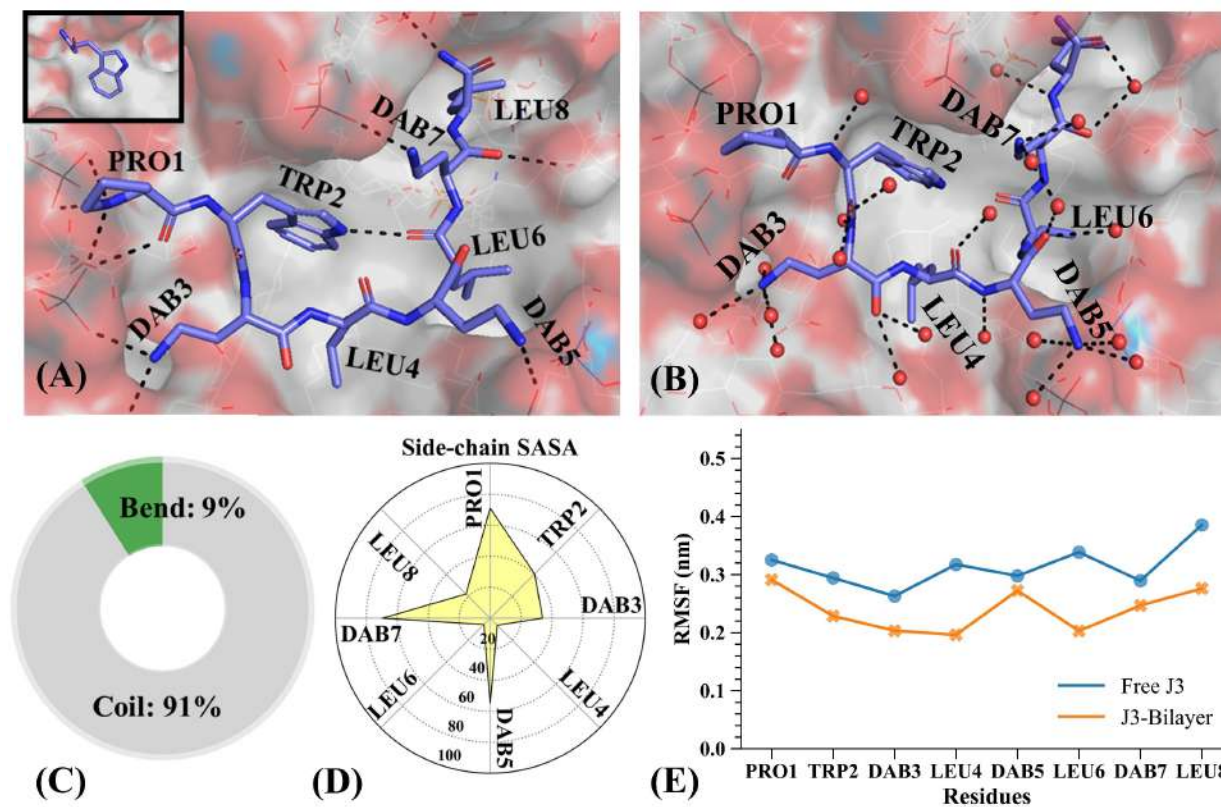 PRO1
TRP2
DAB3
LEU4
DAB5
LEU6
DAB7
LEU8
(A)
PRO1
TRP2
DAB3
LEU4
DAB5
LEU6
DAB7
(B)
Bend: 9%
Coil: 91%
(C)
Side-chain SASA
PRO1
TRP2
DAB3
LEU4
DAB5
LEU6
DAB7
LEU8
20
40
60
80
100
(D)
RMSF (nm)
0.5
0.4
0.3
0.2
0.1
0.0
Free J3
J3-Bilayer
PRO1 TRP2 DAB3 LEU4 DAB5 LEU6 DAB7 LEU8
Residues
(E)